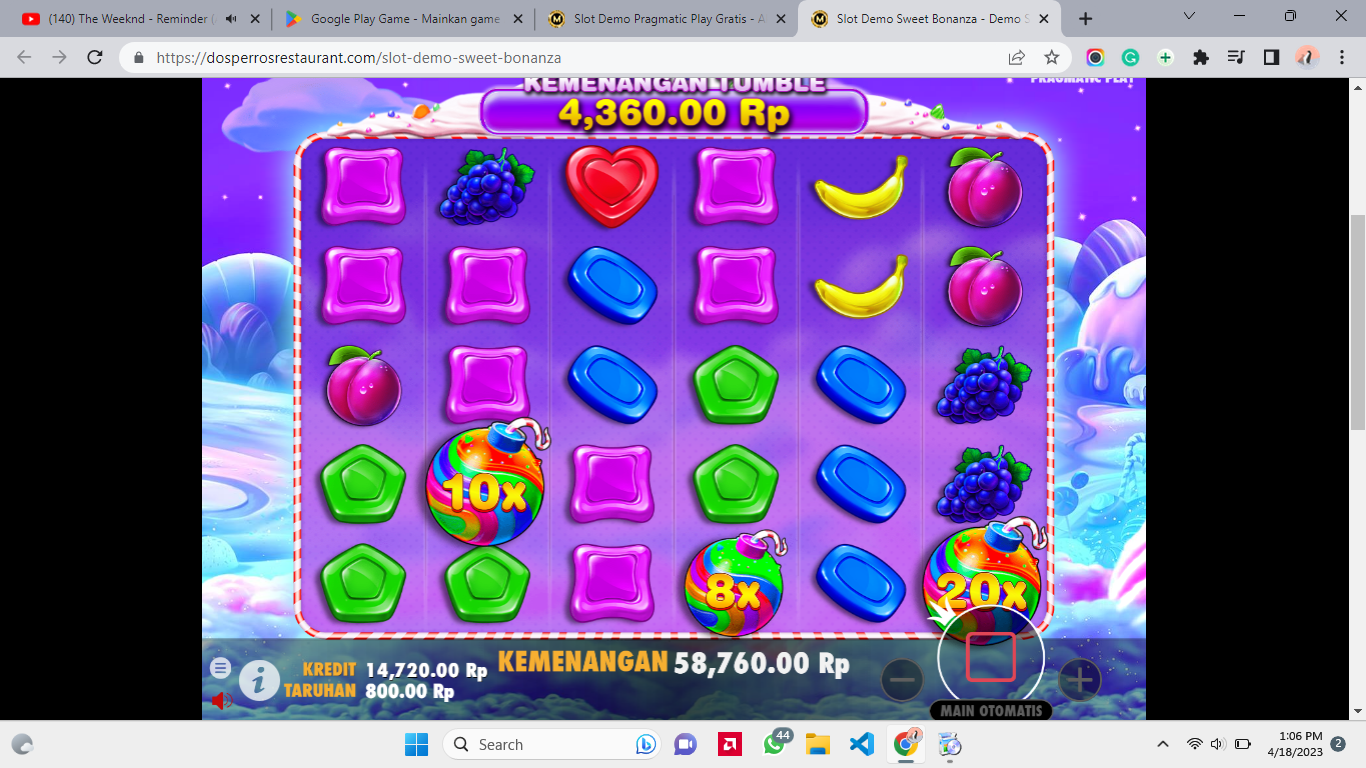 (140) The Weeknd - Reminder (
Google Play Game - Mainkan game
Slot Demo Pragmatic Play Gratis - A
Slot Demo Sweet Bonanza - Demo S
https://dosperrosrestaurant.com/slot-demo-sweet-bonanza
KEMENANGAN TUMBLE
PRAGMATIC PLAY
4,360.00 Rp
10x
8x
20x
KREDIT 14,720.00 Rp
TARUHAN 800.00 Rp
KEMENANGAN 58,760.00 Rp
MAIN OTOMATIS
Search
44
1:06 PM
4/18/2023
2